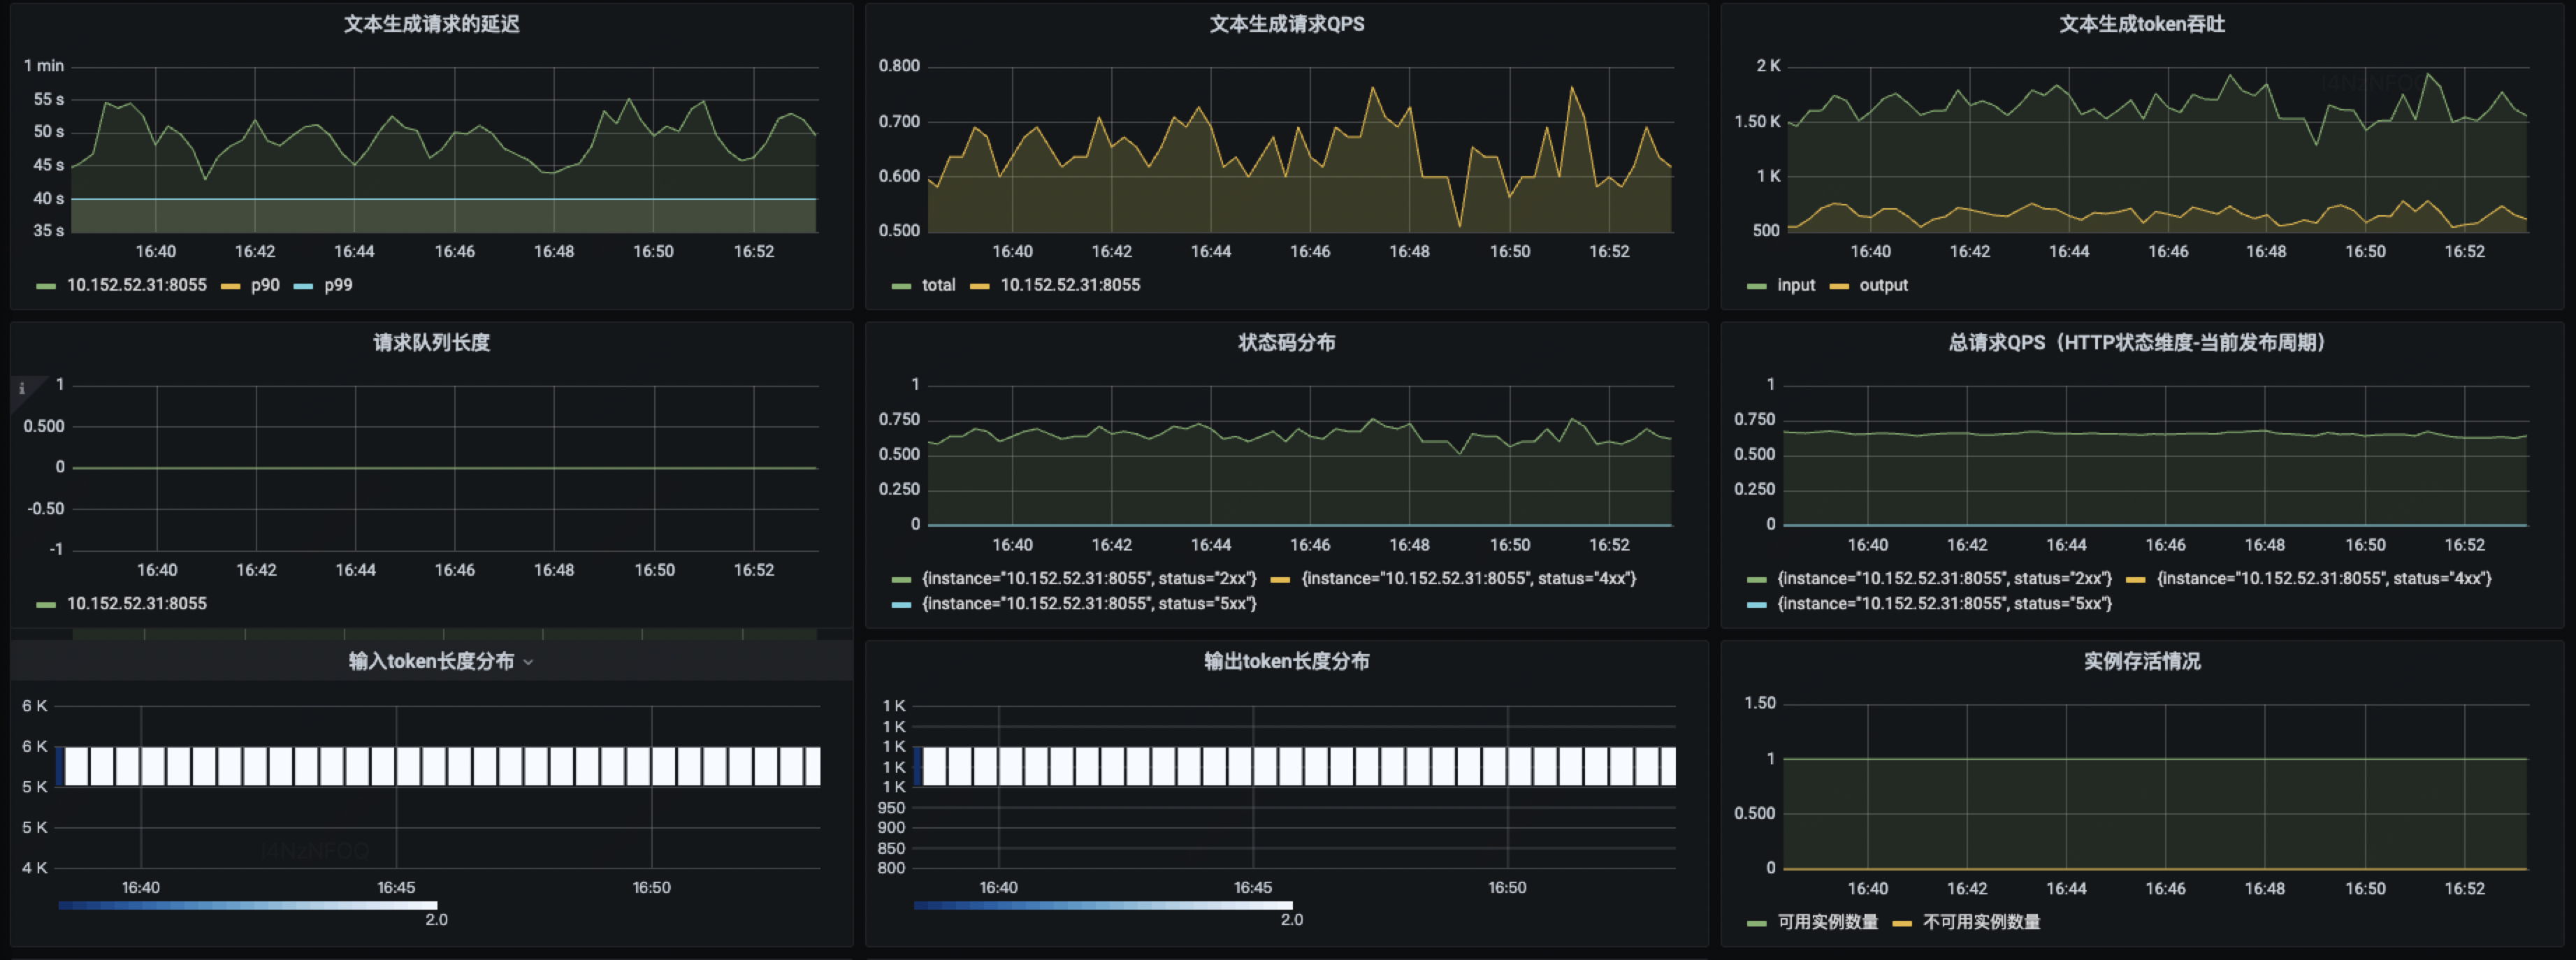 文本生成请求的延迟
1 min
55 s
50 s
45 s
40 s
35 s
16:40 16:42 16:44 16:46 16:48 16:50 16:52
10.152.52.31:8055 p90 p99
文本生成请求QPS
0.800
0.700
0.600
0.500
16:40 16:42 16:44 16:46 16:48 16:50 16:52
total 10.152.52.31:8055
文本生成token吞吐
2 K
1.50 K
1 K
500
16:40 16:42 16:44 16:46 16:48 16:50 16:52
input output
请求队列长度
i
1
0.500
0
-0.50
-1
16:40 16:42 16:44 16:46 16:48 16:50 16:52
10.152.52.31:8055
状态码分布
1
0.750
0.500
0.250
0
16:40 16:42 16:44 16:46 16:48 16:50 16:52
{instance="10.152.52.31:8055", status="2xx"} {instance="10.152.52.31:8055", status="4xx"}
{instance="10.152.52.31:8055", status="5xx"}
总请求QPS（HTTP状态维度-当前发布周期）
1
0.750
0.500
0.250
0
16:40 16:42 16:44 16:46 16:48 16:50 16:52
{instance="10.152.52.31:8055", status="2xx"} {instance="10.152.52.31:8055", status="4xx"}
{instance="10.152.52.31:8055", status="5xx"}
输入token长度分布
6 K
6 K
5 K
5 K
4 K
16:40 16:45 16:50
2.0
输出token长度分布
1 K
1 K
1 K
1 K
1 K
950
900
850
800
16:40 16:45 16:50
2.0
实例存活情况
1.50
1
0.500
0
16:40 16:42 16:44 16:46 16:48 16:50 16:52
可用实例数量 不可用实例数量